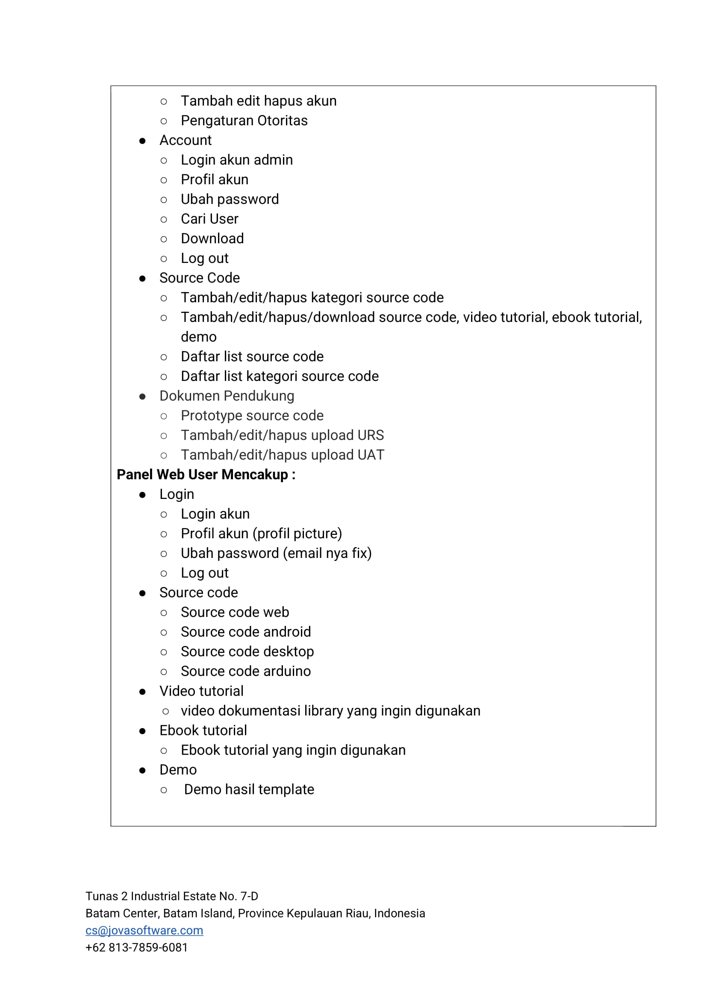 ○ Tambah edit hapus akun
○ Pengaturan Otoritas
● Account
○ Login akun admin
○ Profil akun
○ Ubah password
○ Cari User
○ Download
○ Log out
● Source Code
○ Tambah/edit/hapus kategori source code
○ Tambah/edit/hapus/download source code, video tutorial, ebook tutorial,
demo
○ Daftar list source code
○ Daftar list kategori source code
● Dokumen Pendukung
○ Prototype source code
○ Tambah/edit/hapus upload URS
○ Tambah/edit/hapus upload UAT
Panel Web User Mencakup :
● Login
○ Login akun
○ Profil akun (profil picture)
○ Ubah password (email nya fix)
○ Log out
● Source code
○ Source code web
○ Source code android
○ Source code desktop
○ Source code arduino
● Video tutorial
○ video dokumentasi library yang ingin digunakan
● Ebook tutorial
○ Ebook tutorial yang ingin digunakan
● Demo
○ Demo hasil template
Tunas 2 Industrial Estate No. 7-D
Batam Center, Batam Island, Province Kepulauan Riau, Indonesia
cs@jovasoftware.com
+62 813-7859-6081